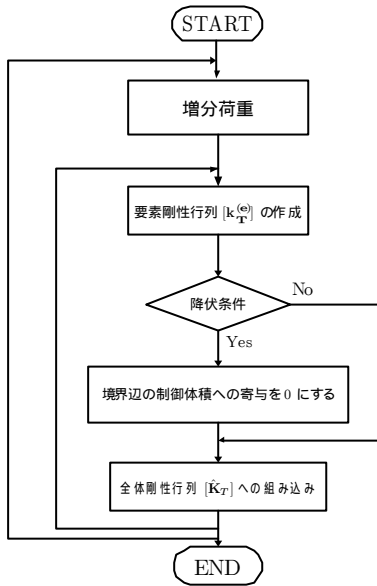 START
増分荷重
要素剛性行列 [k_T^(e)] の作成
降伏条件
No
Yes
境界辺の制御体積への寄与を0 にする
全体剛性行列 [K̂_T] への組み込み
END